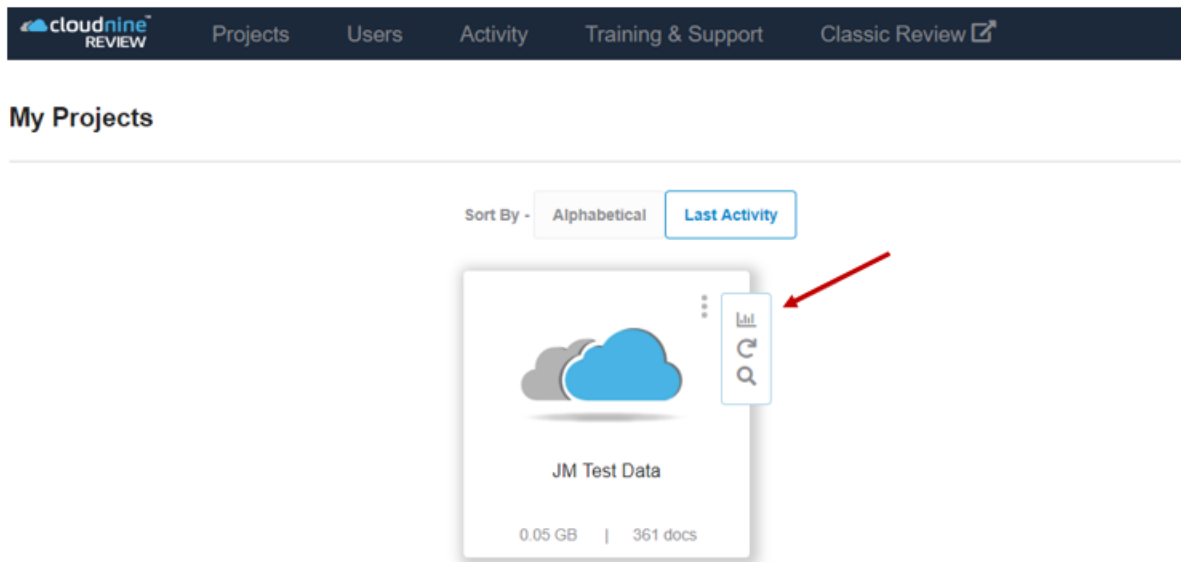 cloudnine™
REVIEW
Projects Users Activity Training & Support Classic Review
My Projects
Sort By - Alphabetical Last Activity
JM Test Data
0.05 GB | 361 docs